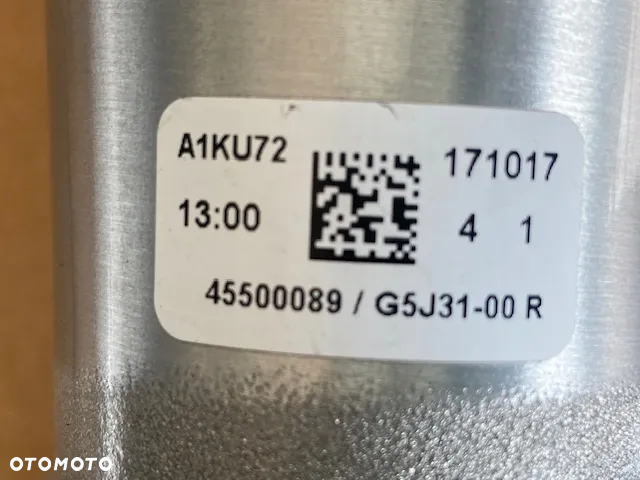 A1KU72 171017
13:00 4 1
45500089 / G5J31-00 R
OTOMOTO